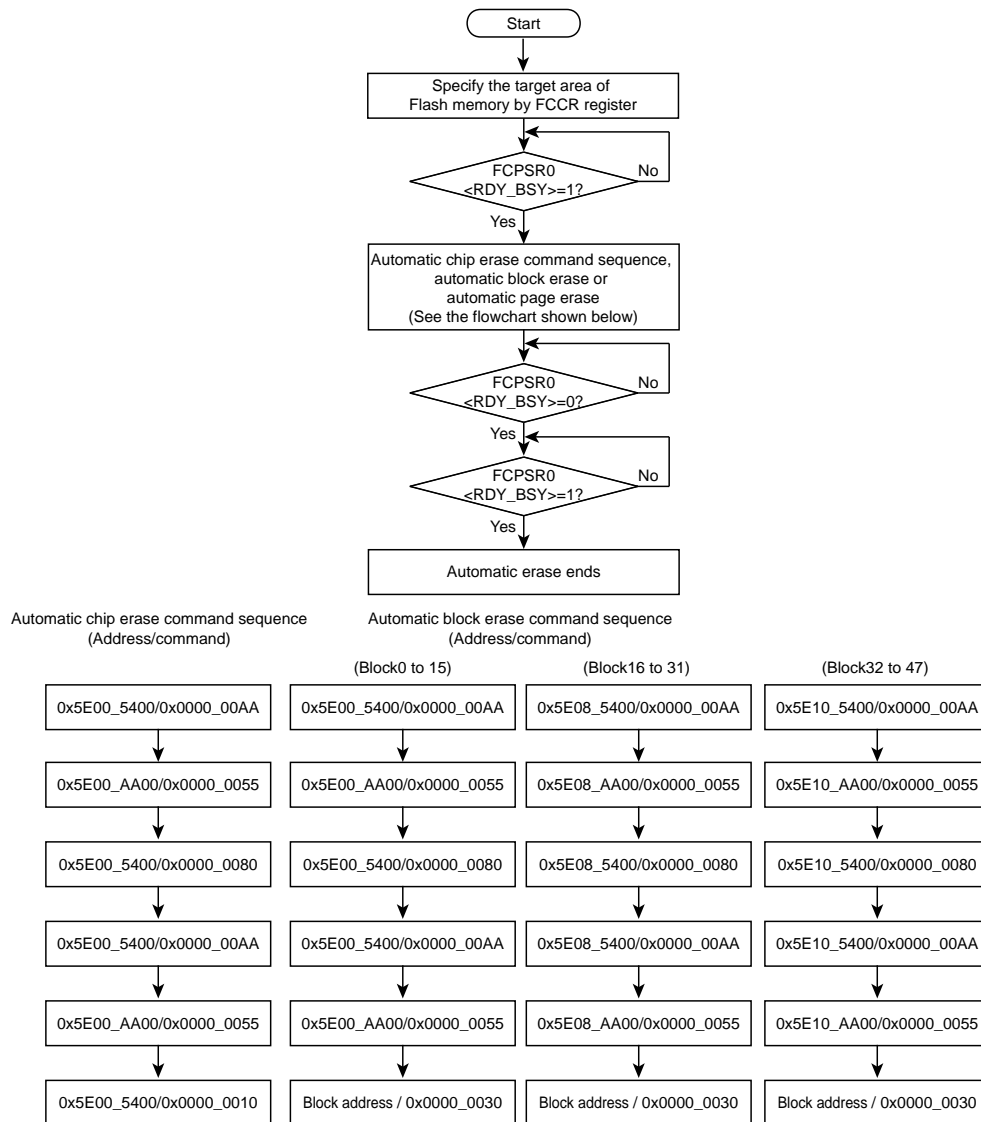 Start
Specify the target area of
Flash memory by FCCR register
FCPSR0
<RDY_BSY>=1?
No
Yes
Automatic chip erase command sequence,
automatic block erase or
automatic page erase
(See the flowchart shown below)
FCPSR0
<RDY_BSY>=0?
No
Yes
FCPSR0
<RDY_BSY>=1?
No
Yes
Automatic erase ends
Automatic chip erase command sequence
(Address/command)
0x5E00_5400/0x0000_00AA
0x5E00_AA00/0x0000_0055
0x5E00_5400/0x0000_0080
0x5E00_5400/0x0000_00AA
0x5E00_AA00/0x0000_0055
0x5E00_5400/0x0000_0010
Automatic block erase command sequence
(Address/command)
(Block0 to 15)
0x5E00_5400/0x0000_00AA
0x5E00_AA00/0x0000_0055
0x5E00_5400/0x0000_0080
0x5E00_5400/0x0000_00AA
0x5E00_AA00/0x0000_0055
Block address / 0x0000_0030
(Block16 to 31)
0x5E08_5400/0x0000_00AA
0x5E08_AA00/0x0000_0055
0x5E08_5400/0x0000_0080
0x5E08_5400/0x0000_00AA
0x5E08_AA00/0x0000_0055
Block address / 0x0000_0030
(Block32 to 47)
0x5E10_5400/0x0000_00AA
0x5E10_AA00/0x0000_0055
0x5E10_5400/0x0000_0080
0x5E10_5400/0x0000_00AA
0x5E10_AA00/0x0000_0055
Block address / 0x0000_0030